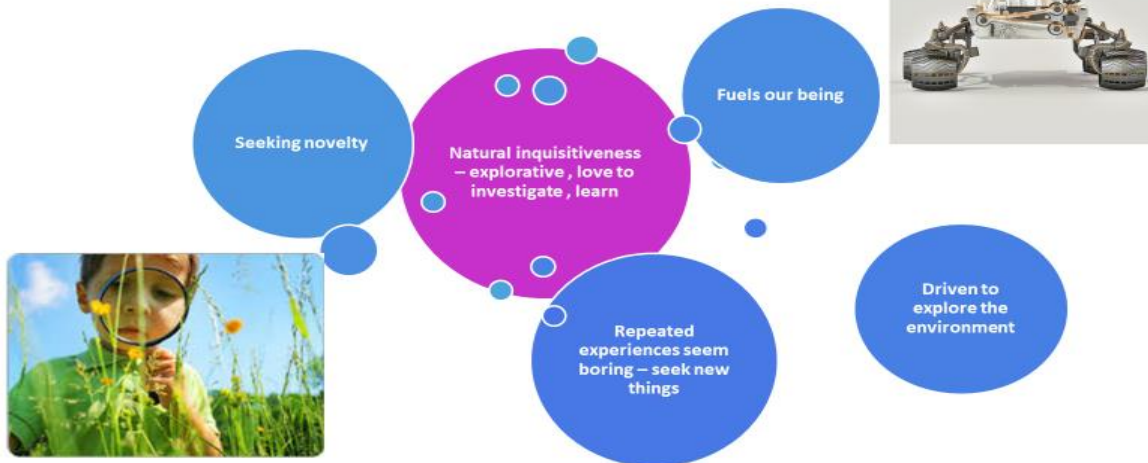 Seeking novelty
Natural inquisitiveness
– explorative , love to
investigate , learn
Fuels our being
Repeated
experiences seem
boring – seek new
things
Driven to
explore the
environment